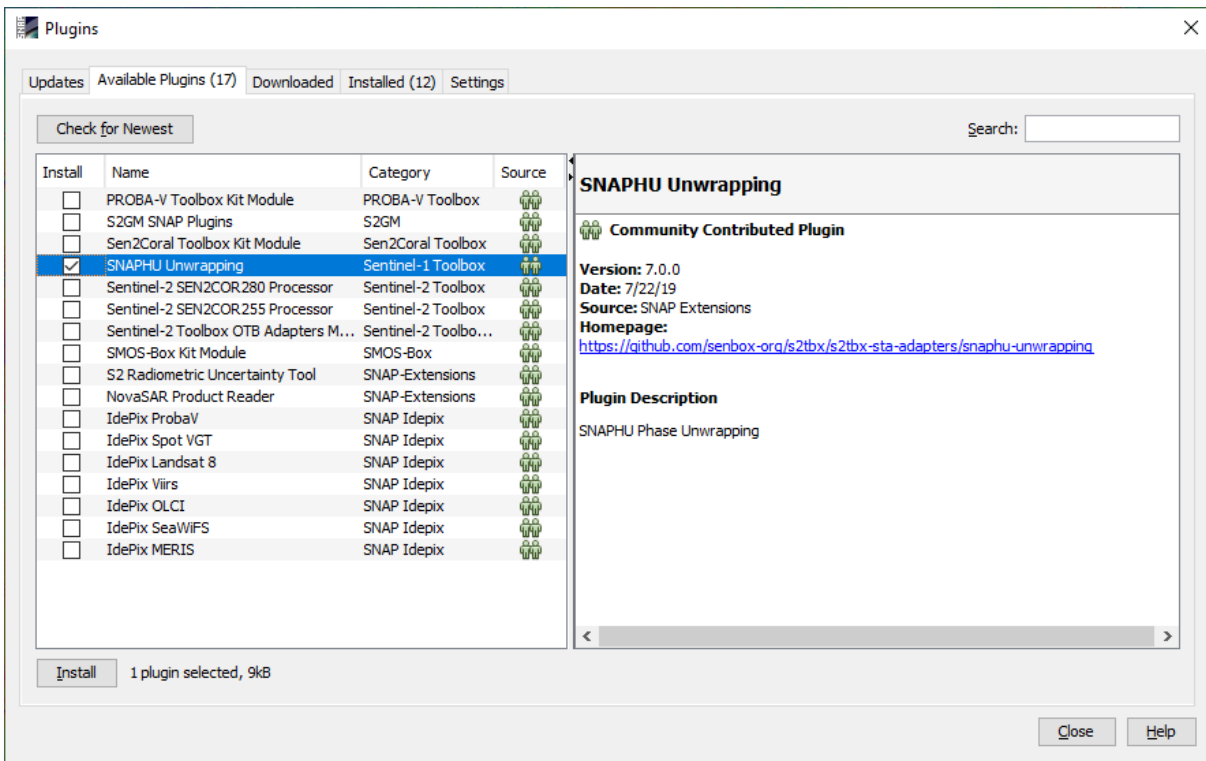 Plugins
Updates Available Plugins (17) Downloaded Installed (12) Settings
Check for Newest Search:
Install Name Category Source
PROBA-V Toolbox Kit Module PROBA-V Toolbox
S2GM SNAP Plugins S2GM
Sen2Coral Toolbox Kit Module Sen2Coral Toolbox
SNAPHU Unwrapping Sentinel-1 Toolbox
Sentinel-2 SEN2COR280 Processor Sentinel-2 Toolbox
Sentinel-2 SEN2COR255 Processor Sentinel-2 Toolbox
Sentinel-2 Toolbox OTB Adapters M... Sentinel-2 Toolbo...
SMOS-Box Kit Module SMOS-Box
S2 Radiometric Uncertainty Tool SNAP-Extensions
NovaSAR Product Reader SNAP-Extensions
IdePix ProbaV SNAP Idepix
IdePix Spot VGT SNAP Idepix
IdePix Landsat 8 SNAP Idepix
IdePix Viirs SNAP Idepix
IdePix OLCI SNAP Idepix
IdePix SeaWiFS SNAP Idepix
IdePix MERIS SNAP Idepix
SNAPHU Unwrapping
Community Contributed Plugin
Version: 7.0.0
Date: 7/22/19
Source: SNAP Extensions
Homepage:
https://github.com/senbox-org/s2tbx/s2tbx-sta-adapters/snaphu-unwrapping
Plugin Description
SNAPHU Phase Unwrapping
Install 1 plugin selected, 9kB
Close Help